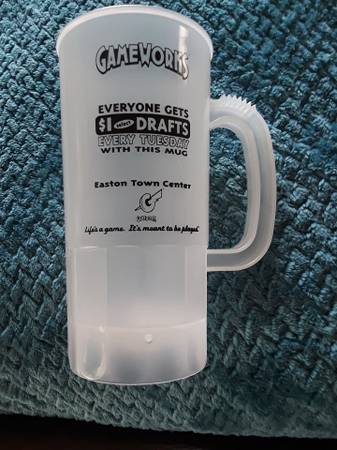 GAMEWORKS
EVERYONE GETS
$1 DRAFTS
EVERY TUESDAY
WITH THIS MUG
Easton Town Center
Life's a game. It's meant to be played.